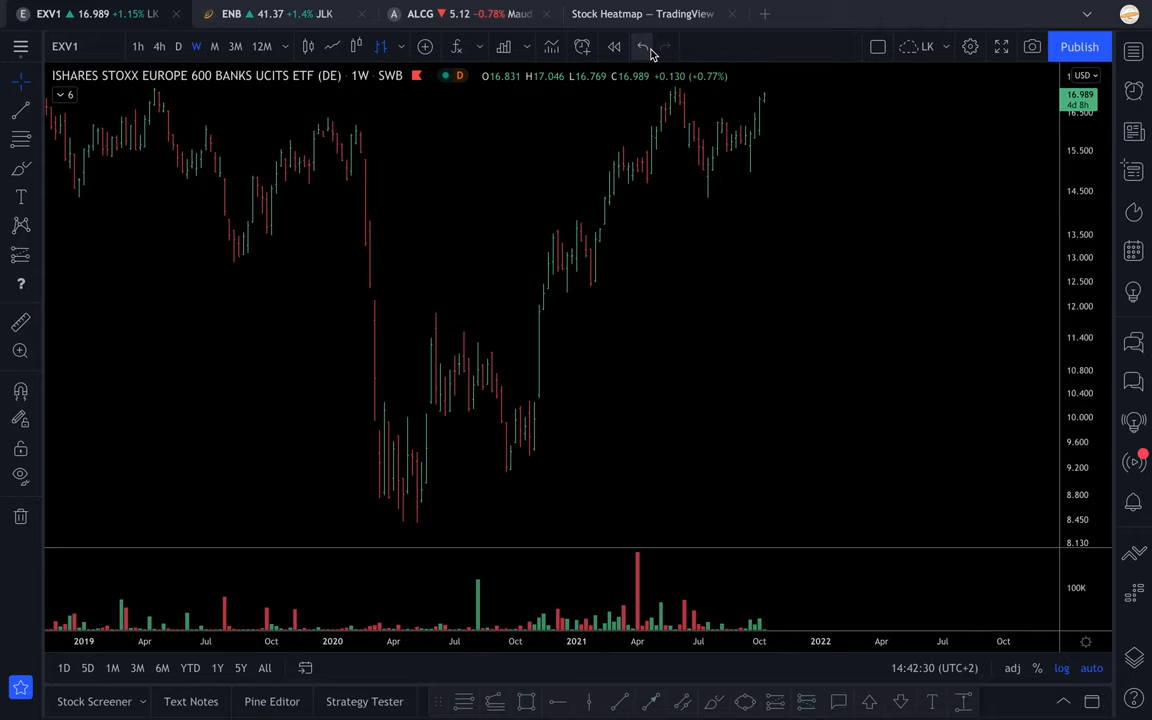 EXV1 16.989 +1.15% LK
ENB 41.37 +1.4% JLK
ALCG 5.12 −0.78% Maud
Stock Heatmap — TradingView
EXV1 1h 4h D W M 3M 12M LK Publish
ISHARES STOXX EUROPE 600 BANKS UCITS ETF (DE) 1W SWB D O16.831 H17.046 L16.769 C16.989 +0.130 (+0.77%)
USD
6
16.989
4d 8h
16.500
15.500
14.500
13.500
13.000
12.500
12.000
11.400
10.800
10.400
10.000
9.600
9.200
8.800
8.450
8.130
100K
2019 Apr Jul Oct 2020 Apr Jul Oct 2021 Apr Jul Oct 2022 Apr Jul Oct
1D 5D 1M 3M 6M YTD 1Y 5Y All 14:42:30 (UTC+2) adj % log auto
Stock Screener Text Notes Pine Editor Strategy Tester